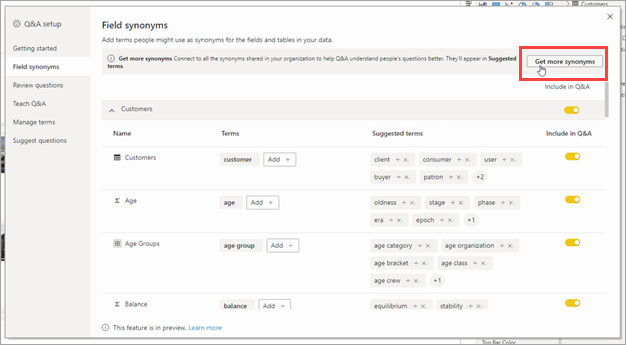 Customers
Q&A setup
Getting started
Field synonyms
Review questions
Teach Q&A
Manage terms
Suggest questions
Field synonyms
Add terms people might use as synonyms for the fields and tables in your data.
Get more synonyms Connect to all the synonyms shared in your organization to help Q&A understand people's questions better. They'll appear in Suggested
terms.
Get more synonyms
Include in Q&A
Customers
Name Terms Suggested terms Include in Q&A
Customers customer Add + client + × consumer + × user + ×
buyer + × patron + × +2
Σ Age age Add + oldness + × stage + × phase + ×
era + × epoch + × +1
Age Groups age group Add + age category + × age organization + ×
age bracket + × age class + ×
age crew + × +1
Σ Balance balance Add + equilibrium + × stability + ×
This feature is in preview. Learn more
Top Bar Color